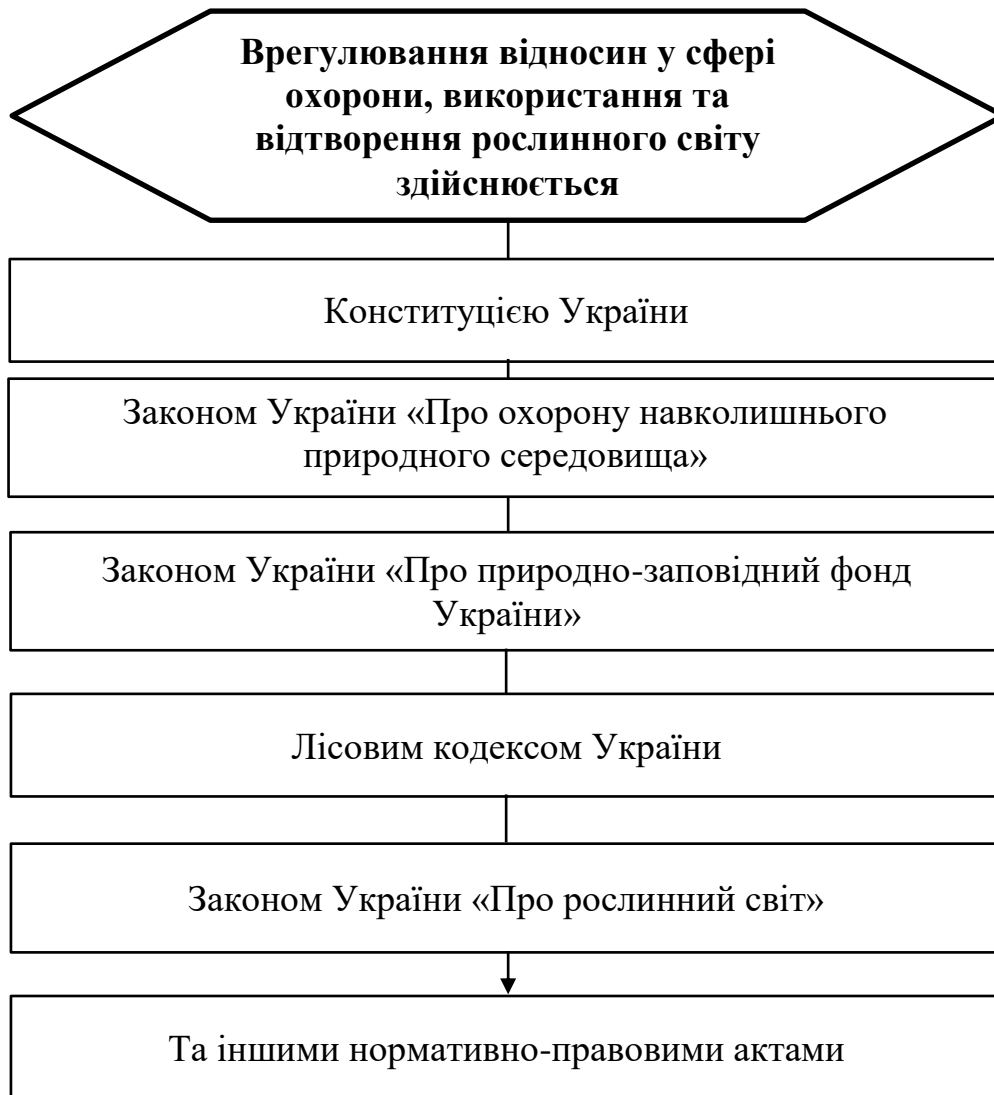 Врегулювання відносин у сфері
охорони, використання та
відтворення рослинного світу
здійснюється
Конституцією України
Законом України «Про охорону навколишнього
природного середовища»
Законом України «Про природно-заповідний фонд
України»
Лісовим кодексом України
Законом України «Про рослинний світ»
Та іншими нормативно-правовими актами